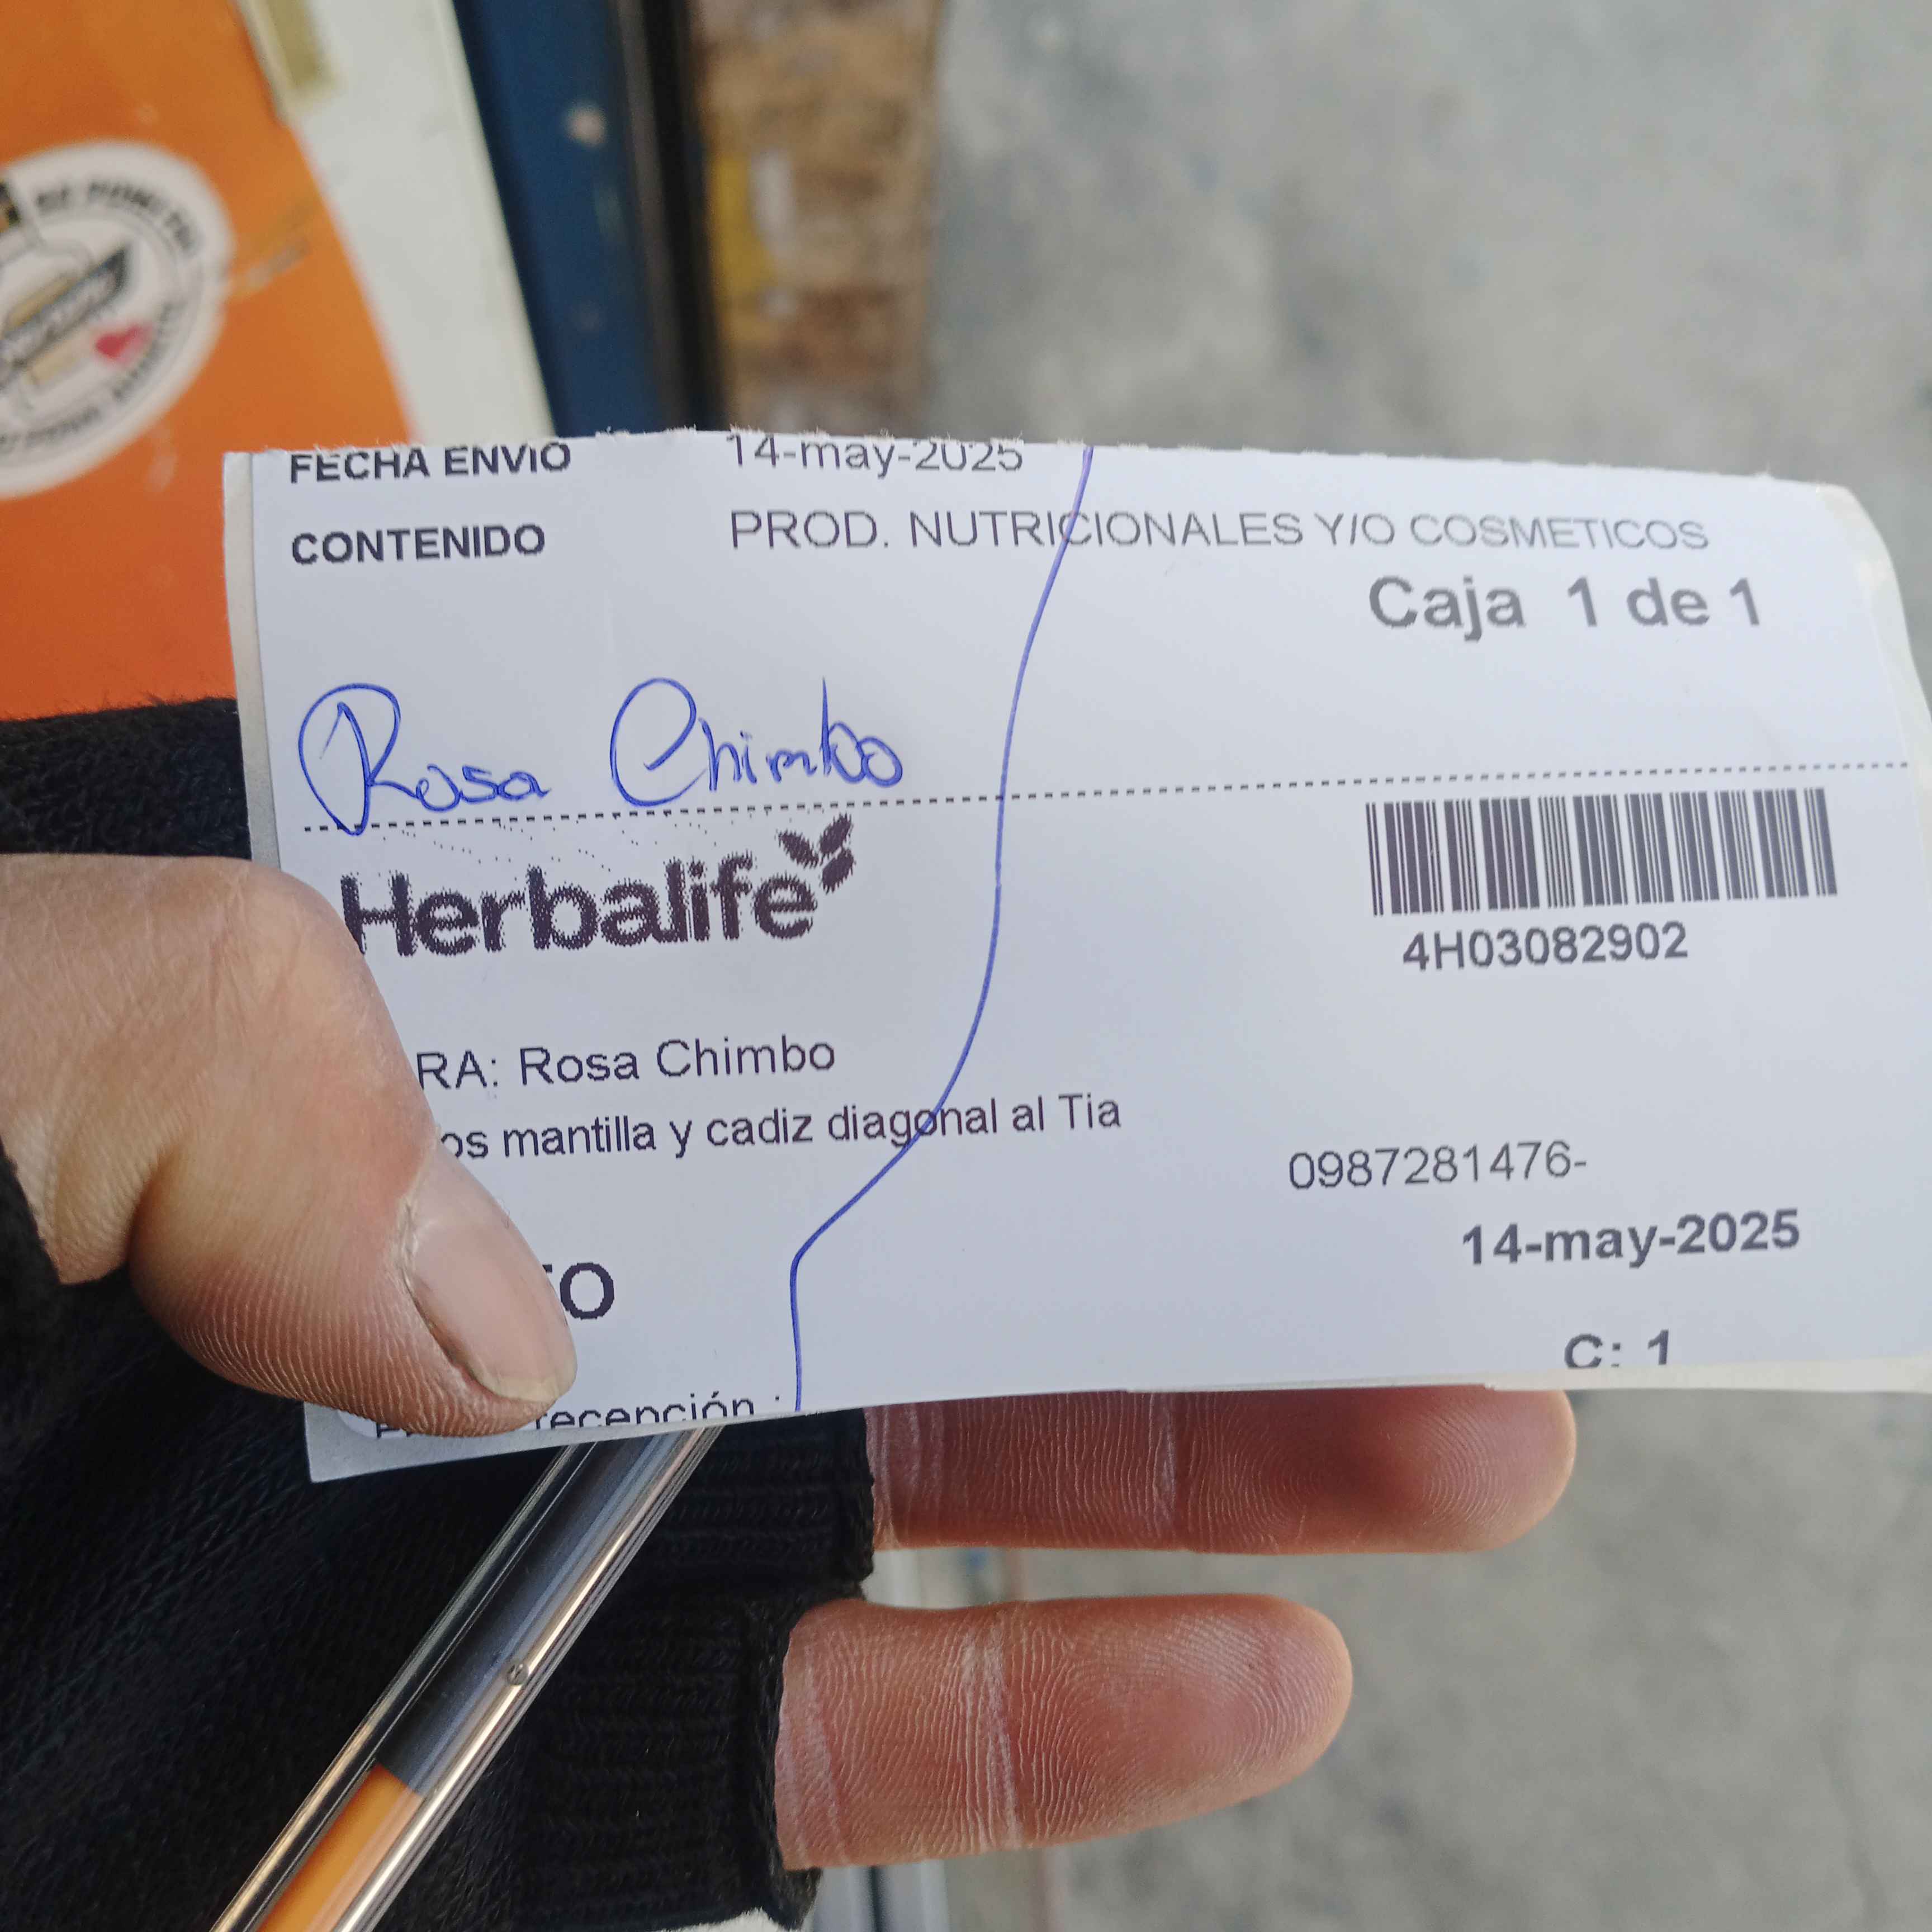 FECHA ENVIO 14-may-2025
CONTENIDO PROD. NUTRICIONALES Y/O COSMETICOS
Caja 1 de 1
Rosa Chimbo
Herbalife
4H03082902
RA: Rosa Chimbo
os mantilla y cadiz diagonal al Tia
0987281476-
14-may-2025
TO
C: 1
recepción :